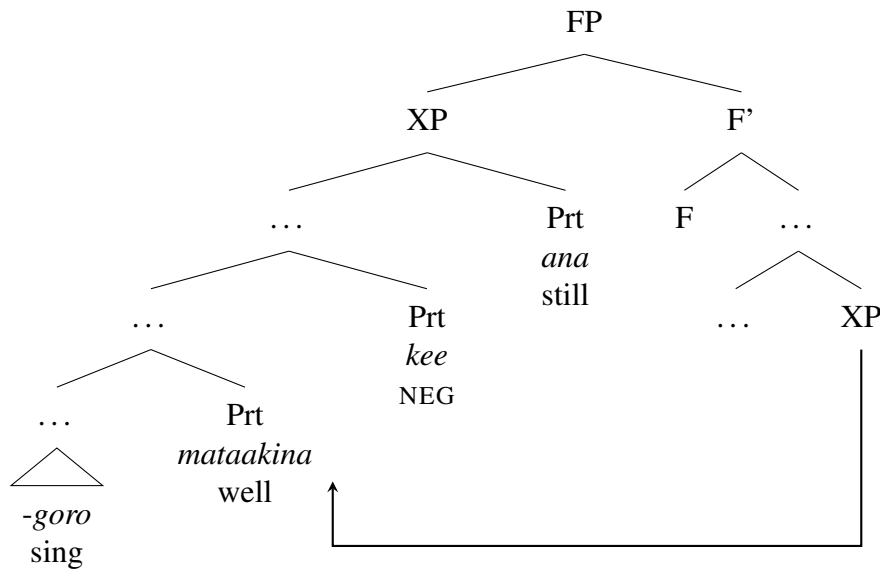 FP
XP F’
. . . Prt F . . .
ana
still
. . . Prt . . . XP
kee
NEG
. . . Prt
mataakina
well
-goro
sing